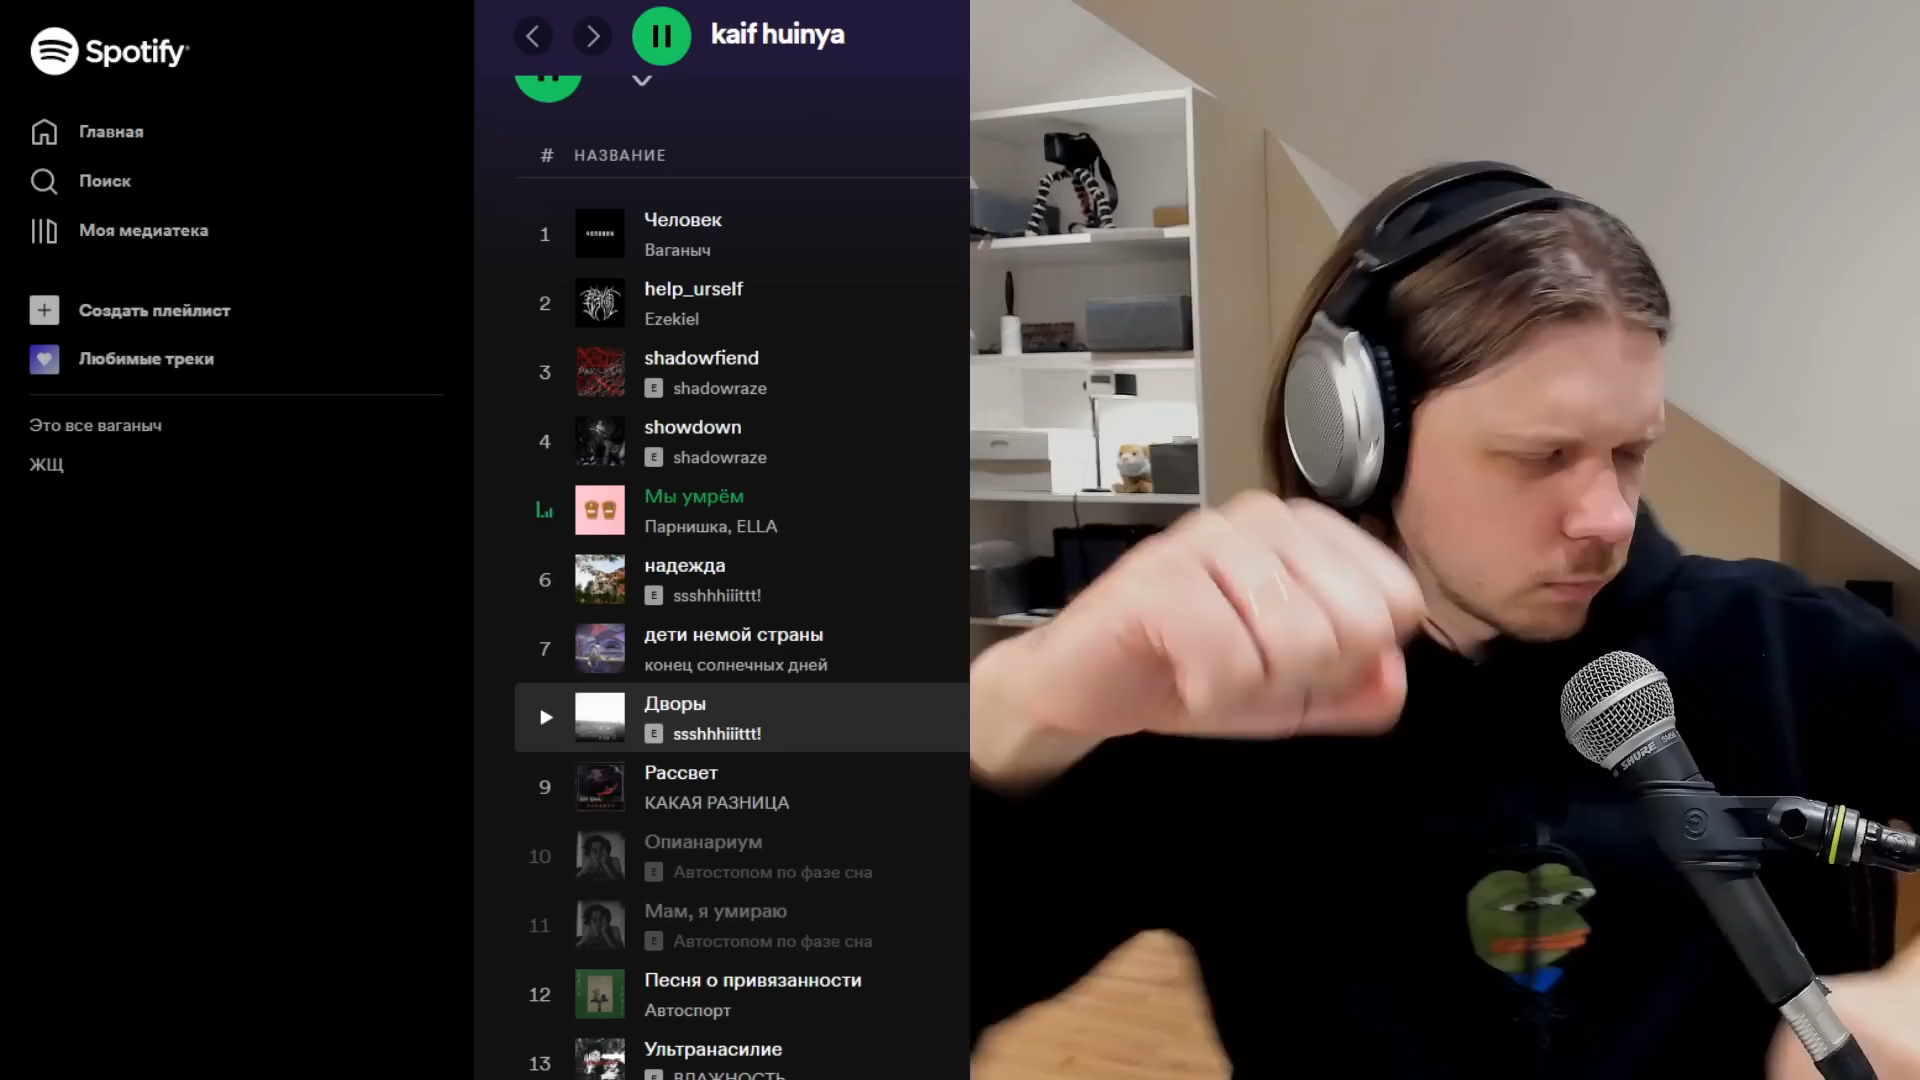 Spotify
Главная
Поиск
Моя медиатека
Создать плейлист
Любимые треки
Это все ваганыч
ЖЩ
kaif huinya
# НАЗВАНИЕ
1 Человек
Ваганыч
2 help_urself
Ezekiel
3 shadowfiend
E shadowraze
4 showdown
E shadowraze
Мы умрём
Парнишка, ELLA
6 надежда
E ssshhhiiittt!
7 дети немой страны
конец солнечных дней
Дворы
E ssshhhiiittt!
9 Рассвет
КАКАЯ РАЗНИЦА
10 Опианариум
E Автостопом по фазе сна
11 Мам, я умираю
E Автостопом по фазе сна
12 Песня о привязанности
Автоспорт
13 Ультранасилие
E ВЛАЖНОСТЬ
SHURE